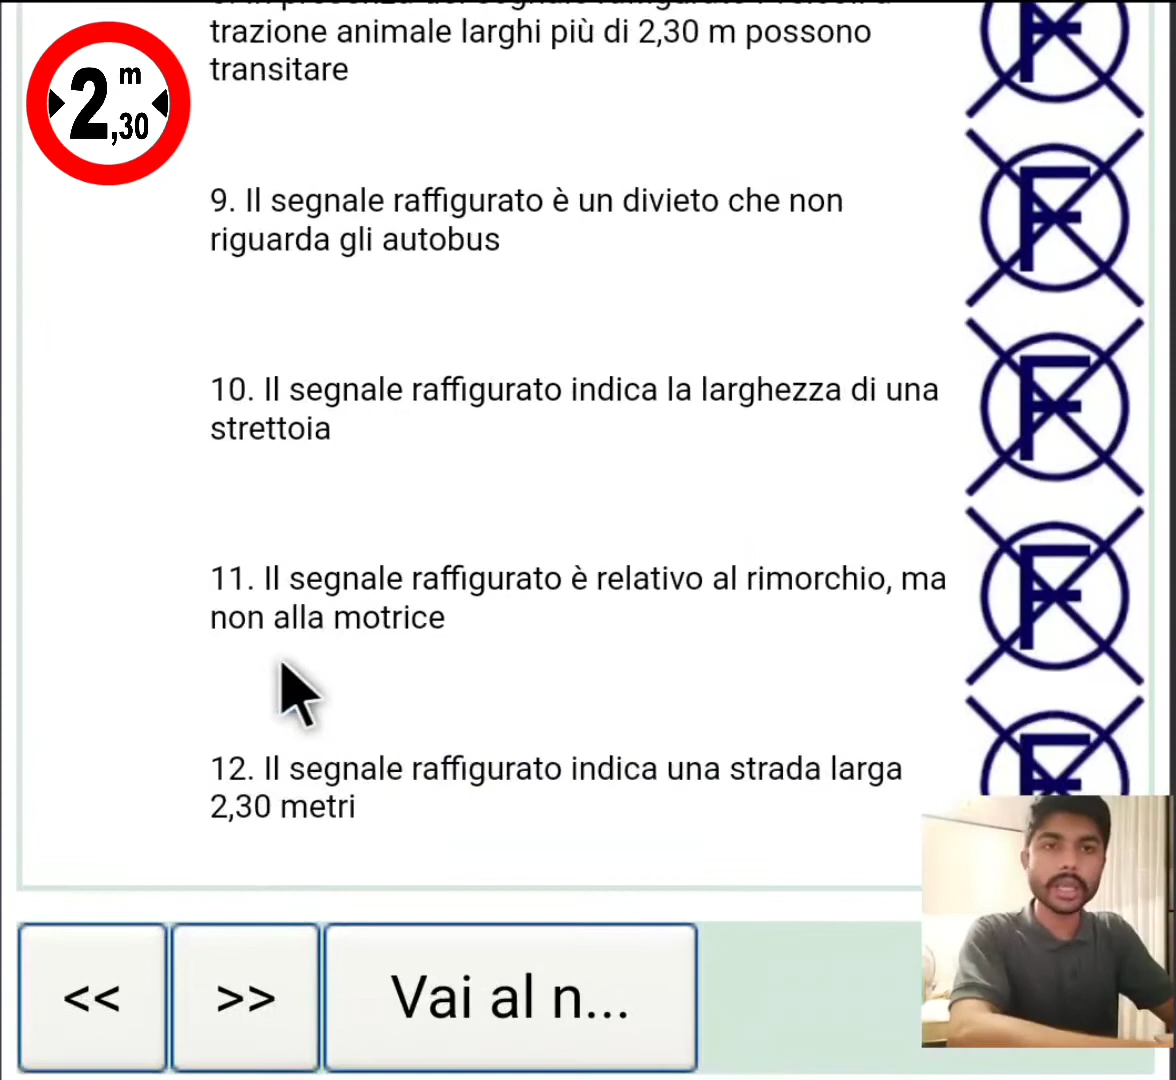 trazione animale larghi più di 2,30 m possono
transitare
2 m
,30
F
9. Il segnale raffigurato è un divieto che non
riguarda gli autobus
F
10. Il segnale raffigurato indica la larghezza di una
strettoia
F
11. Il segnale raffigurato è relativo al rimorchio, ma
non alla motrice
F
12. Il segnale raffigurato indica una strada larga
2,30 metri
F
<< >> Vai al n...